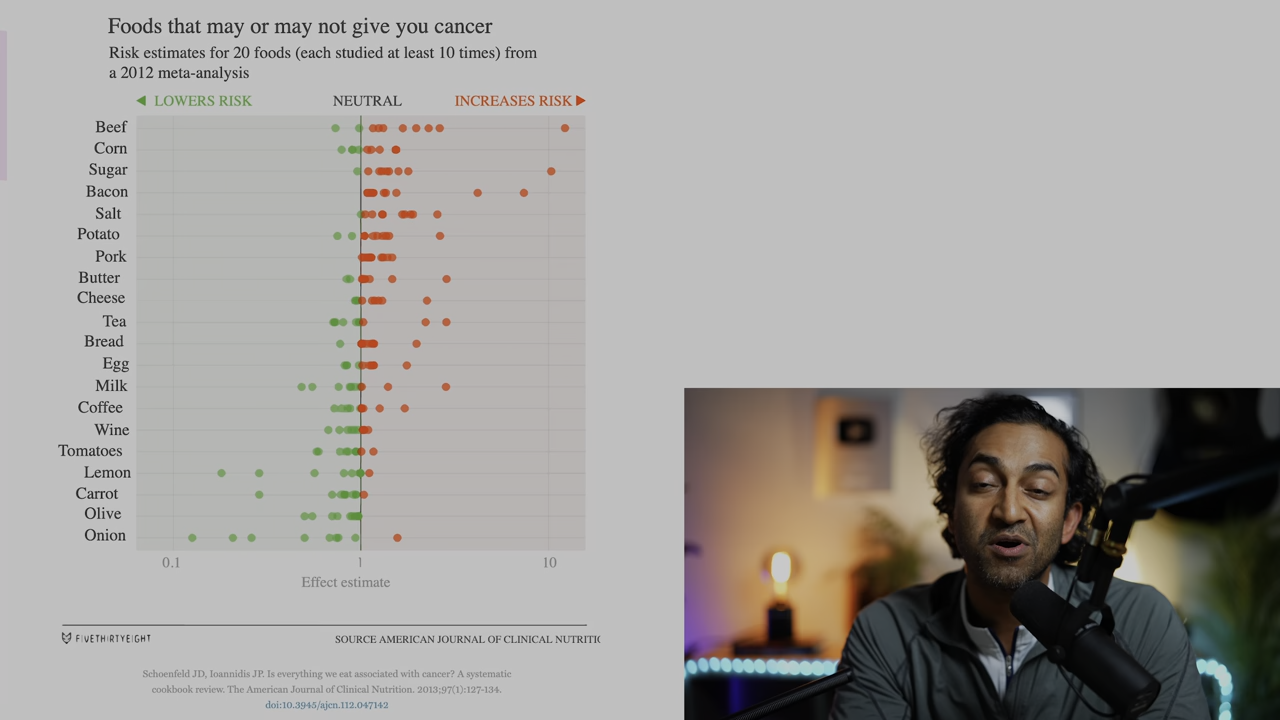 Foods that may or may not give you cancer
Risk estimates for 20 foods (each studied at least 10 times) from
a 2012 meta-analysis
◀ LOWERS RISK NEUTRAL INCREASES RISK ▶
Beef
Corn
Sugar
Bacon
Salt
Potato
Pork
Butter
Cheese
Tea
Bread
Egg
Milk
Coffee
Wine
Tomatoes
Lemon
Carrot
Olive
Onion
0.1 1 10
Effect estimate
FIVETHIRTYEIGHT SOURCE AMERICAN JOURNAL OF CLINICAL NUTRITIC
Schoenfeld JD, Ioannidis JP. Is everything we eat associated with cancer? A systematic
cookbook review. The American Journal of Clinical Nutrition. 2013;97(1):127-134.
doi:10.3945/ajcn.112.047142